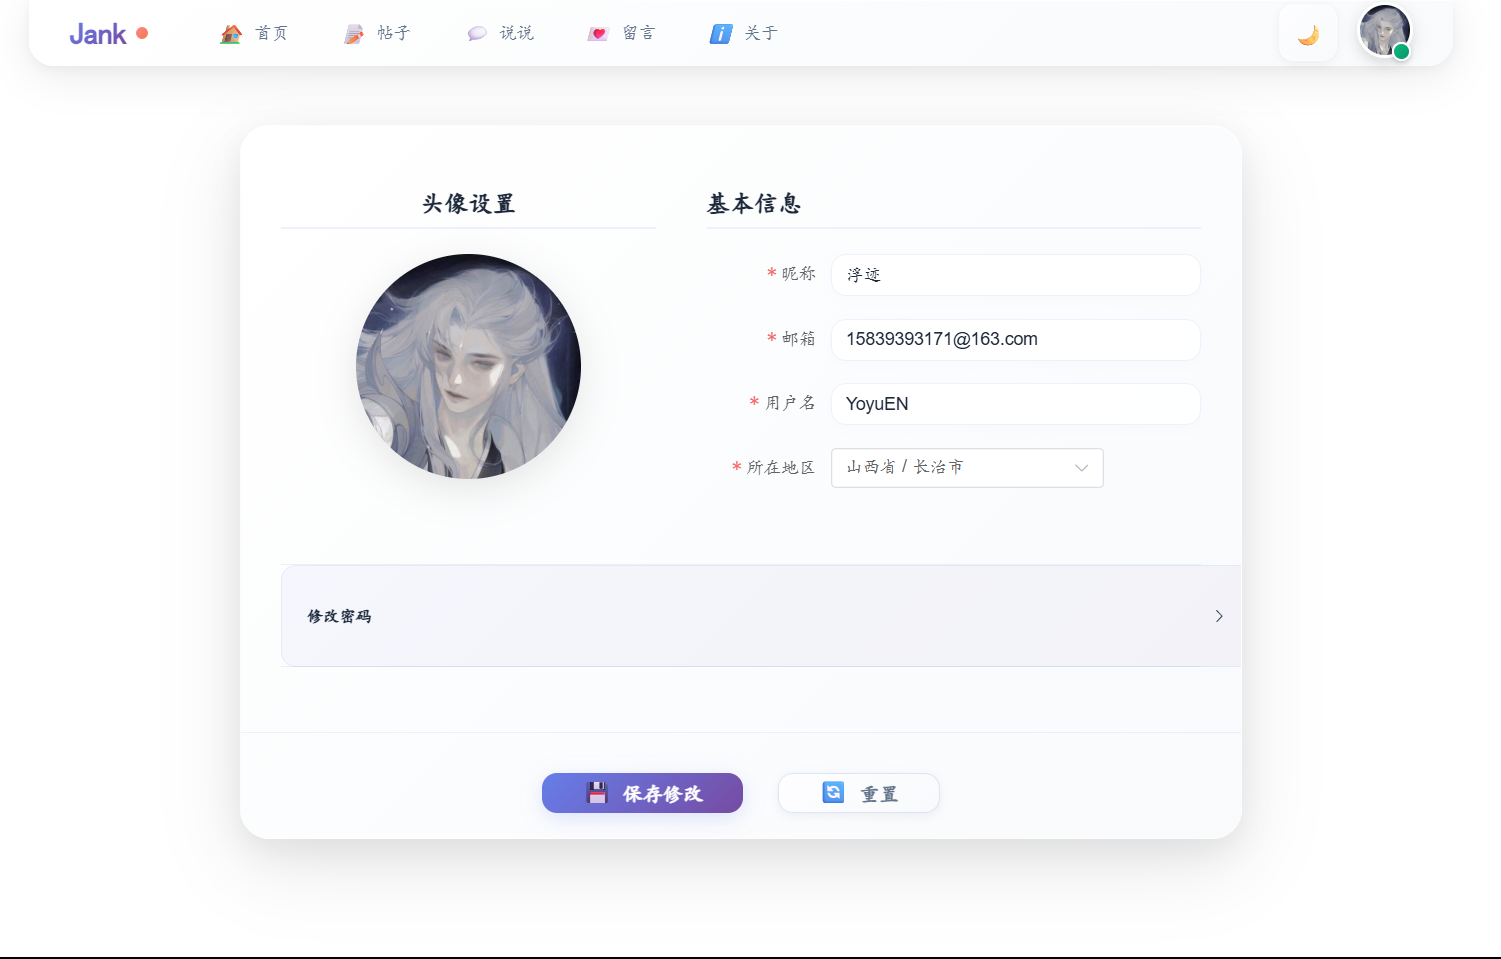 Jank
首页
帖子
说说
留言
关于
头像设置
基本信息
*昵称
浮迹
*邮箱
15839393171@163.com
*用户名
YoyuEN
*所在地区
山西省 / 长治市
修改密码
保存修改
重置